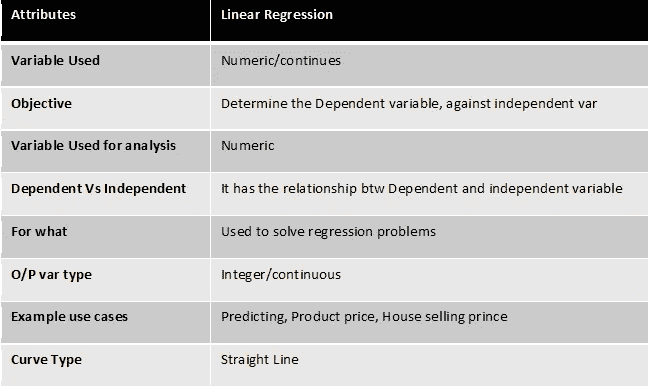 Attributes Linear Regression
Variable Used Numeric/continues
Objective Determine the Dependent variable, against independent var
Variable Used for analysis Numeric
Dependent Vs Independent It has the relationship btw Dependent and independent variable
For what Used to solve regression problems
O/P var type Integer/continuous
Example use cases Predicting, Product price, House selling prince
Curve Type Straight Line